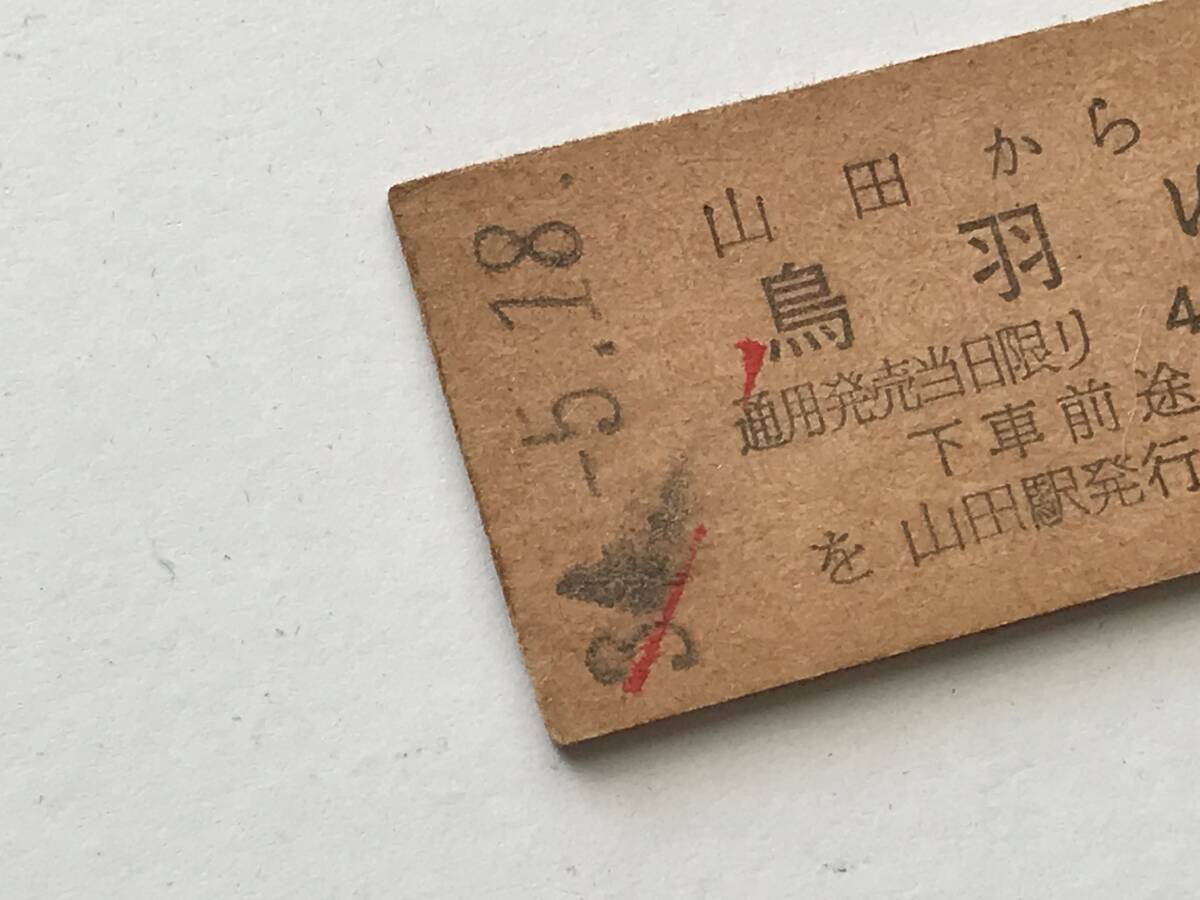 山田から
鳥羽ゆ
4
通用発売当日限り
下車前途
を 山田駅発行
-5.18.